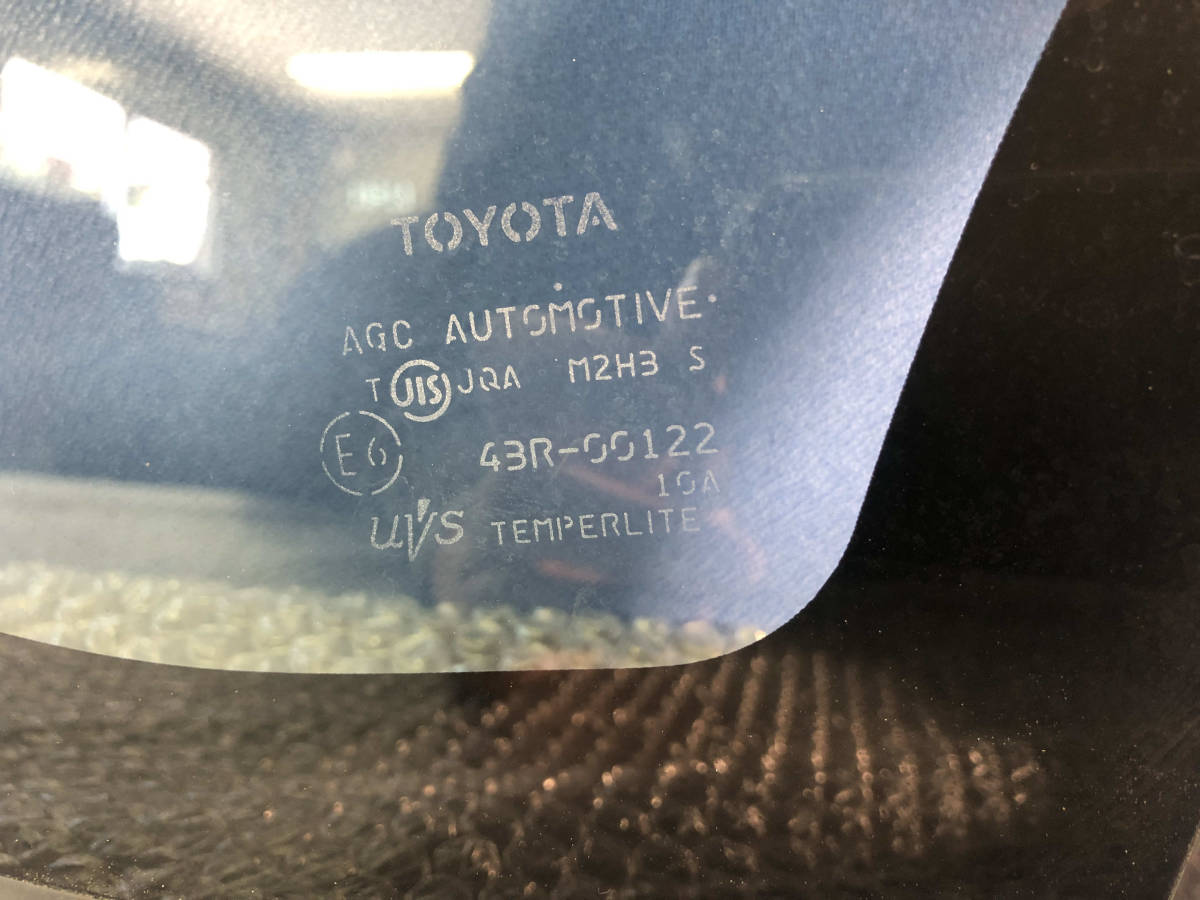 TOYOTA
AGC AUTOMOTIVE
T JIS JQA M2H3 S
E6 43R-00122
10A
UVS TEMPERLITE